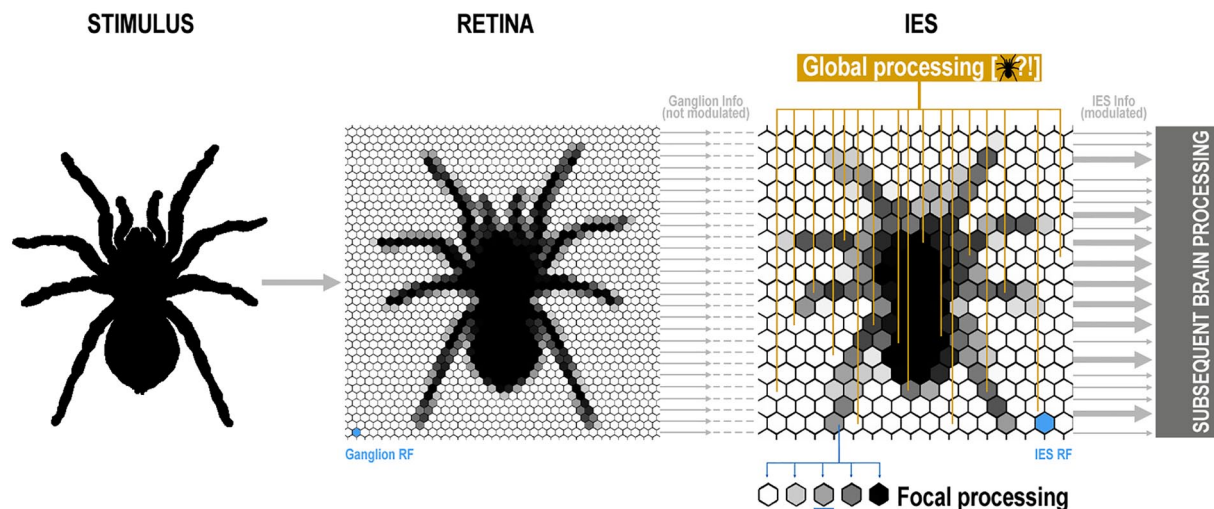 STIMULUS
RETINA
IES
Global processing [ ?!]
Ganglion Info
(not modulated)
IES Info
(modulated)
SUBSEQUENT BRAIN PROCESSING
Ganglion RF
IES RF
Focal processing